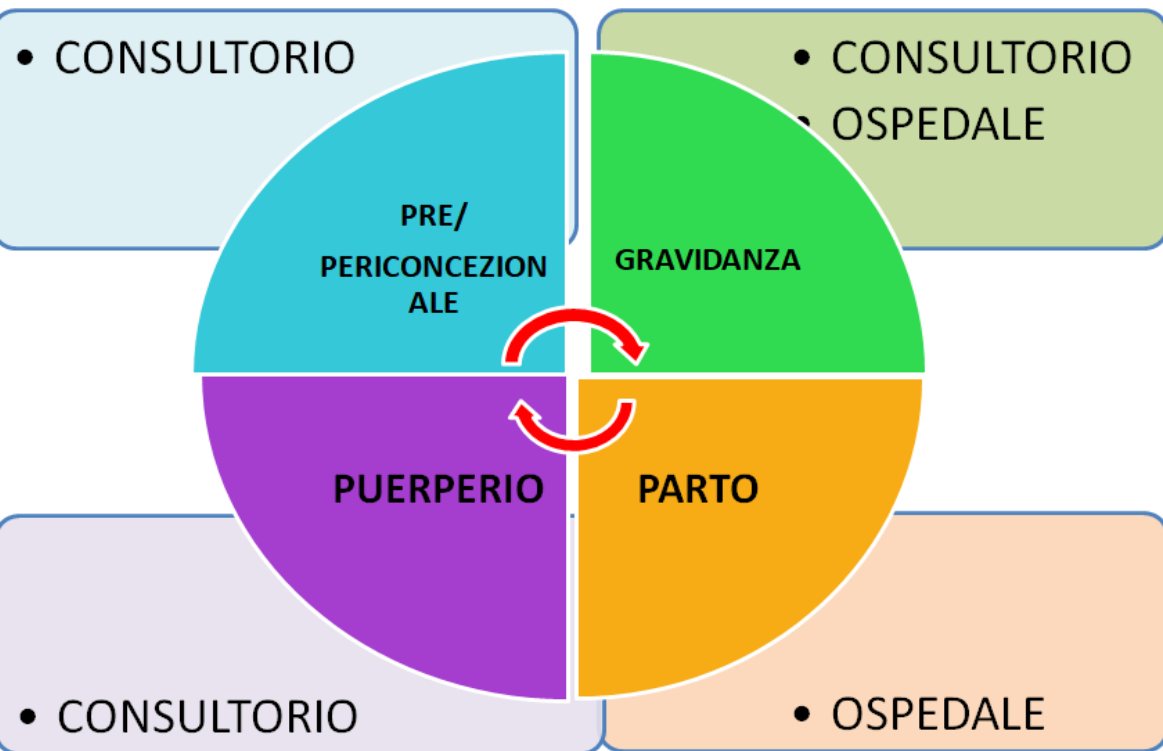 • CONSULTORIO
• CONSULTORIO
• OSPEDALE
PRE/
PERICONCEZION
ALE
GRAVIDANZA
PUERPERIO
PARTO
• CONSULTORIO
• OSPEDALE